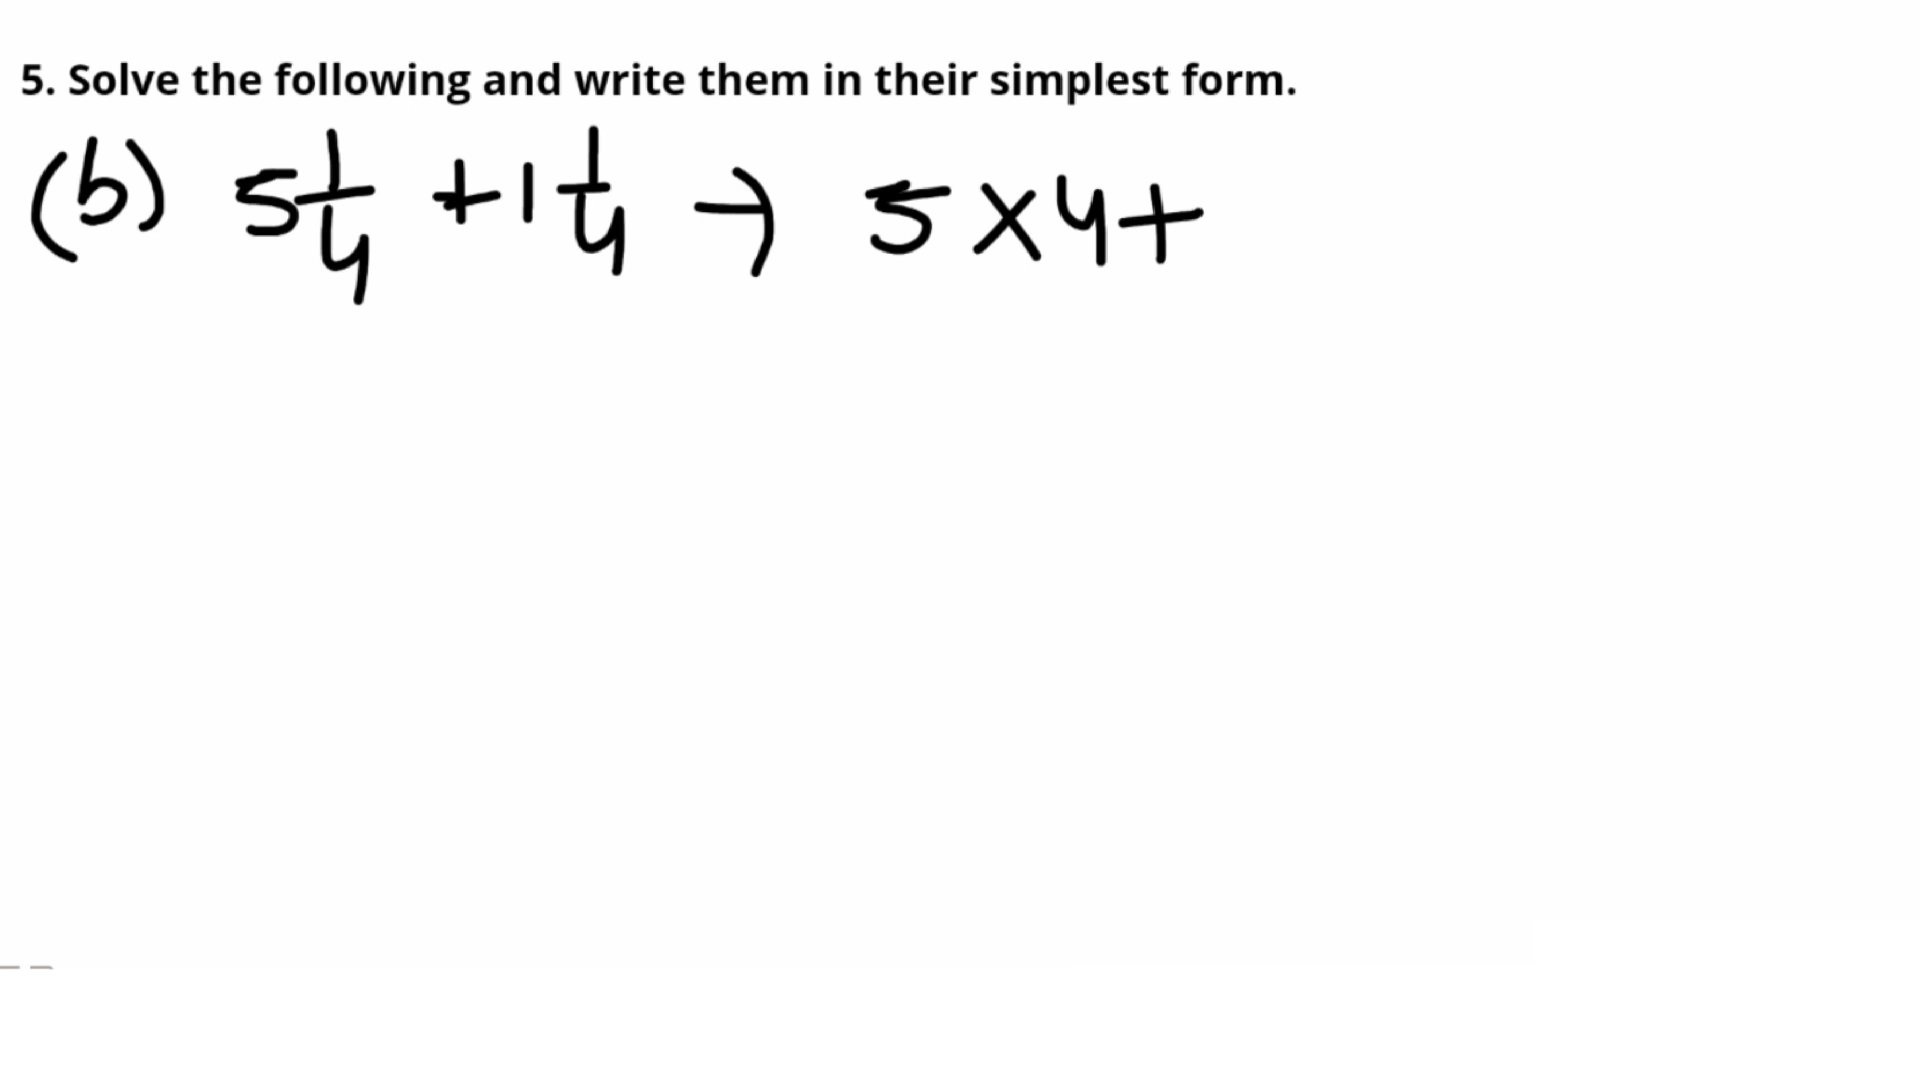 5. Solve the following and write them in their simplest form.
(b) 5 1/4 + 1 1/4 → 5 × 4 +